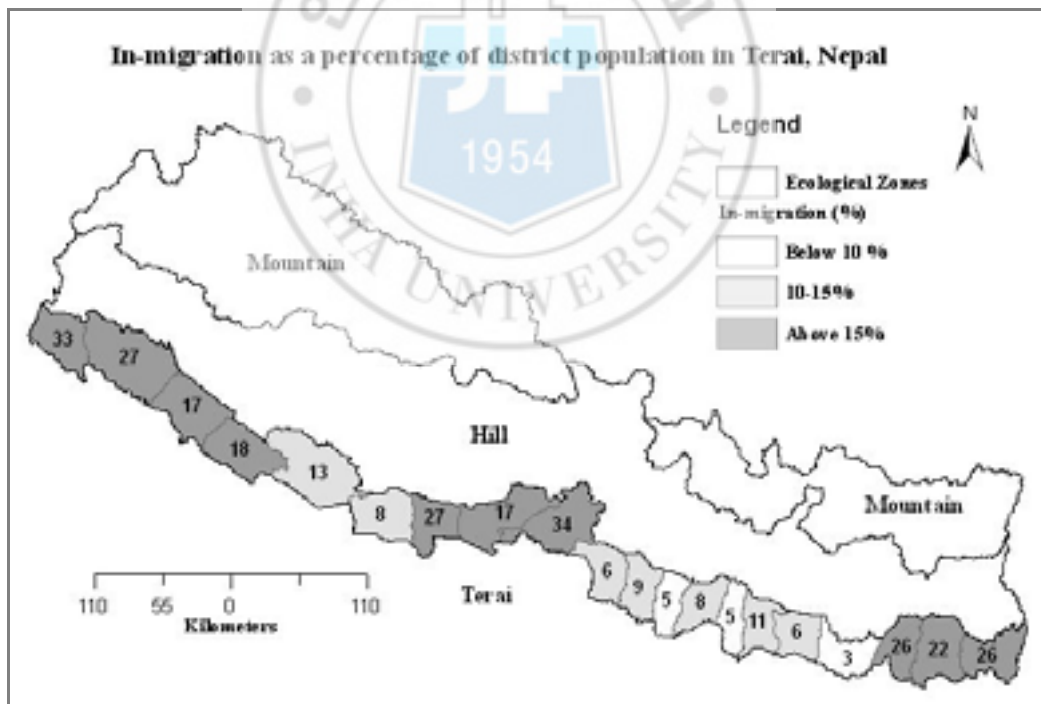 In-migration as a percentage of district population in Terai, Nepal
1954
INHA UNIVERSITY
N
Legend
Ecological Zones
In-migration (%)
Below 10 %
10-15%
Above 15%
Mountain
Hill
Mountain
Terai
33
27
17
18
13
8
27
17
34
6
9
5
8
5
11
6
3
26
22
26
110 55 0 110
Kilometers